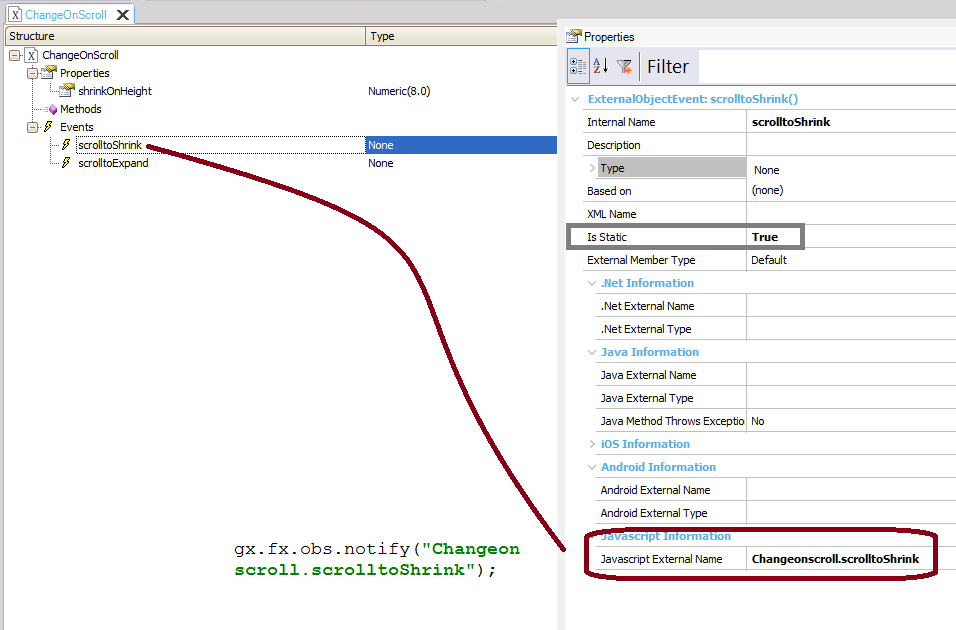 ChangeOnScroll
Structure
Type
ChangeOnScroll
Properties
shrinkOnHeight
Numeric(8.0)
Methods
Events
scrolltoShrink
None
scrolltoExpand
None
gx.fx.obs.notify("Changeon
scroll.scrolltoShrink");
Properties
Filter
ExternalObjectEvent: scrolltoShrink()
Internal Name
scrolltoShrink
Description
Type
None
Based on
(none)
XML Name
Is Static
True
External Member Type
Default
.Net Information
.Net External Name
.Net External Type
Java Information
Java External Name
Java External Type
Java Method Throws Exceptio
No
iOS Information
Android Information
Android External Name
Android External Type
Javascript Information
Javascript External Name
Changeonscroll.scrolltoShrink